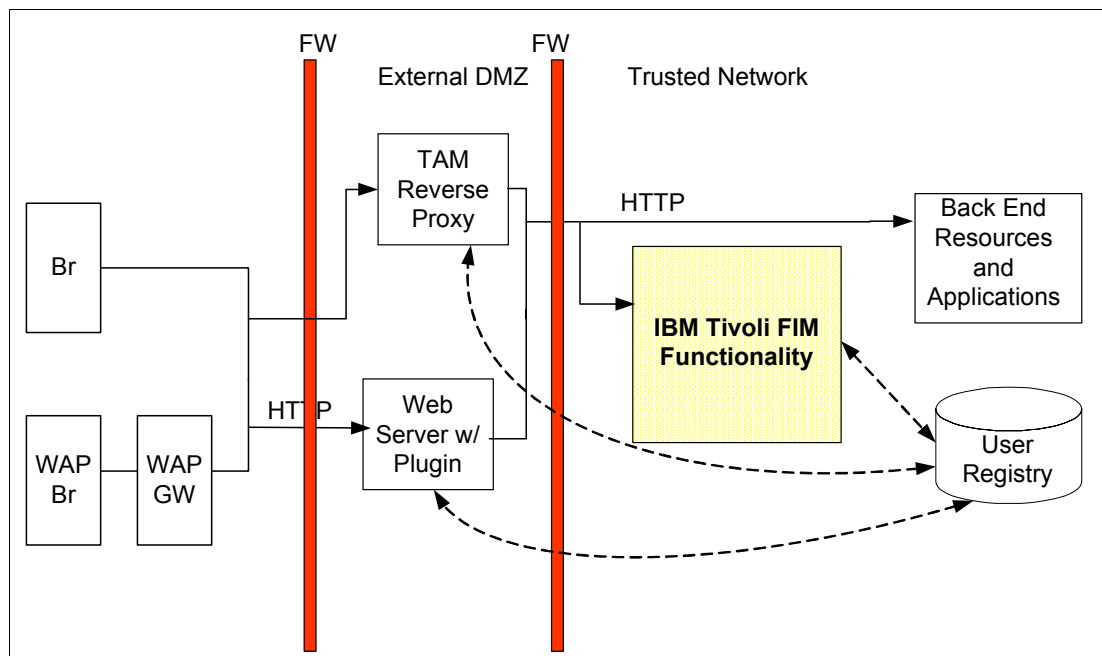 FW
FW
External DMZ
Trusted Network
TAM
Reverse
Proxy
HTTP
Back End
Resources
and
Applications
Br
IBM Tivoli FIM
Functionality
HTTP
Web
Server w/
Plugin
WAP
Br
WAP
GW
User
Registry